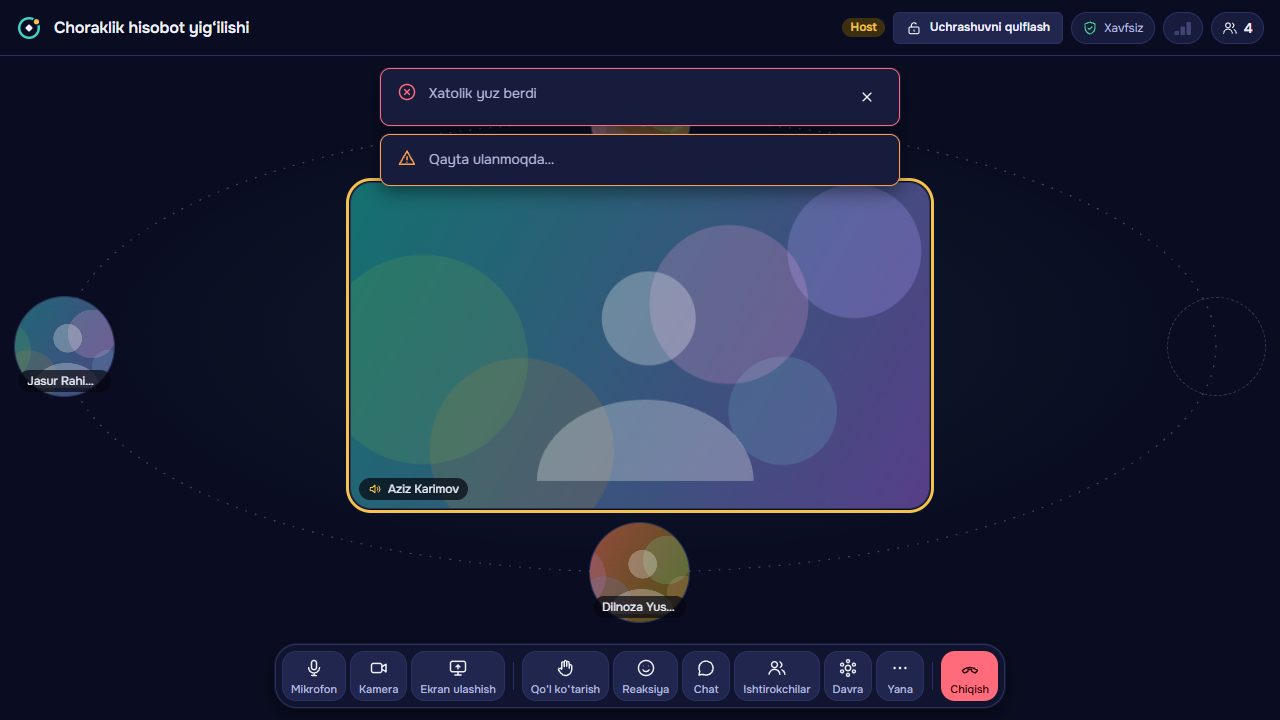 Choraklik hisobot yig‘ilishi
Host
Uchrashuvni qulflash
Xavfsiz
4
Xatolik yuz berdi
Qayta ulanmoqda...
Jasur Rahi...
Aziz Karimov
Dilnoza Yus...
Mikrofon
Kamera
Ekran ulashish
Qo‘l ko‘tarish
Reaksiya
Chat
Ishtirokchilar
Davra
Yana
Chiqish